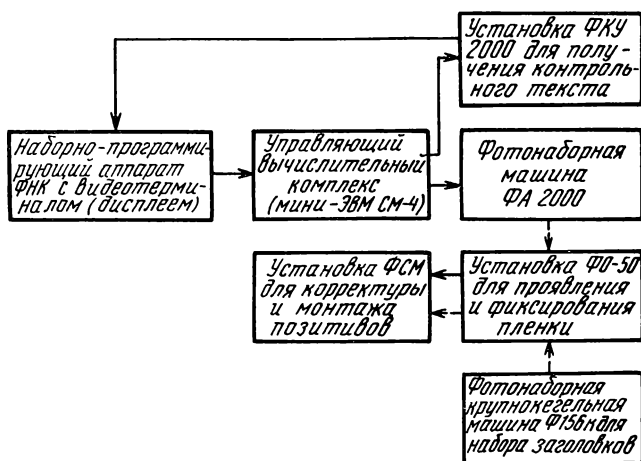 Установка ФКУ
2000 для полу-
чения контроль-
ного текста
Наборно-программи-
рующий аппарат
ФНК с видеотерми-
налом (дисплеем)
Управляющий
вычислительный
комплекс
(мини-ЭВМ СМ-4)
Фотонаборная
машина
ФА 2000
Установка ФСМ
для корректуры
и монтажа
позитивов
Установка ФО-50
для проявления
и фиксирования
пленки
Фотонаборная
крупнокегельная
машина Ф156к для
набора заголовков